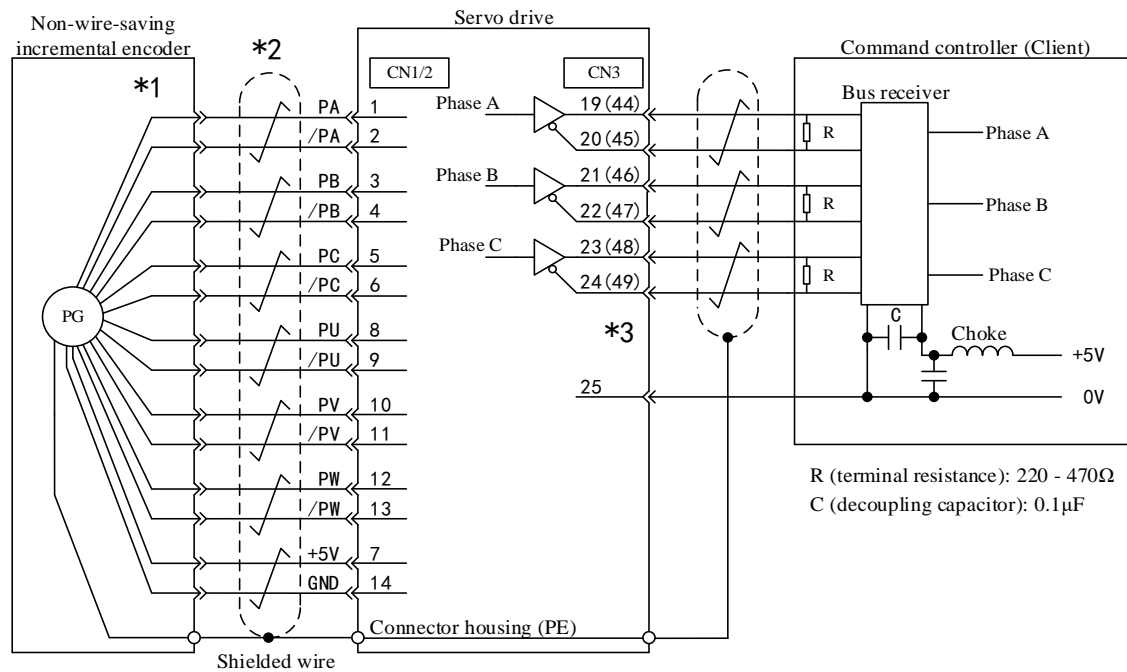 Non-wire-saving
incremental encoder
*1
PG
*2
Shielded wire
Servo drive
CN1/2
CN3
PA 1
/PA 2
PB 3
/PB 4
PC 5
/PC 6
PU 8
/PU 9
PV 10
/PV 11
PW 12
/PW 13
+5V 7
GND 14
Connector housing (PE)
Phase A
19(44)
20(45)
Phase B
21(46)
22(47)
Phase C
23(48)
24(49)
*3
25
Command controller (Client)
Bus receiver
R
Phase A
R
Phase B
R
Phase C
C
Choke
+5V
0V
R (terminal resistance): 220 - 470Ω
C (decoupling capacitor): 0.1μF